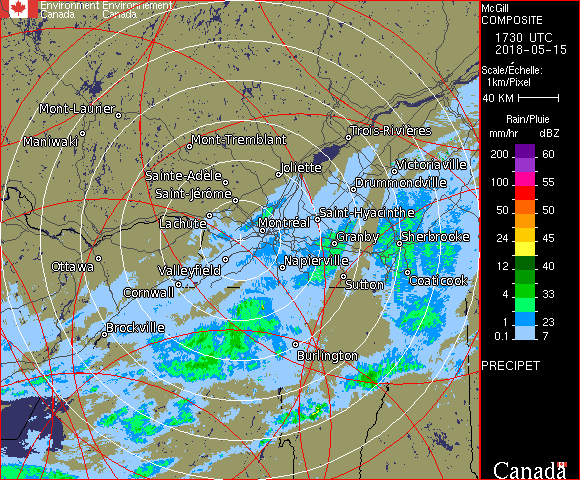 Environment Environnement
Canada Canada
McGill
COMPOSITE
1730 UTC
2018-05-15
Scale/Échelle:
1km/Pixel
40 KM
Rain/Pluie
mm/hr dBZ
200 60
100 55
50 50
24 45
12 40
4 33
1 23
0.1 7
PRECIPET
Canada
Mont-Laurier
Maniwaki
Mont-Tremblant
Trois-Rivières
Sainte-Adèle
Joliette
Victoriaville
Saint-Jérôme
Drummondville
Lachute
Montréal
Saint-Hyacinthe
Granby
Sherbrooke
Ottawa
Valleyfield
Napierville
Sutton
Coaticook
Cornwall
Brockville
Burlington